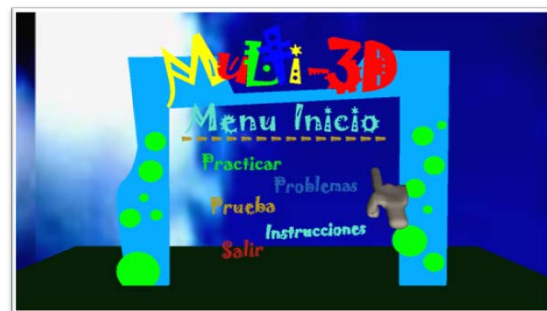 Multi-3D
Menu Inicio
Practicar
Problemas
Prueba
Instrucciones
Salir